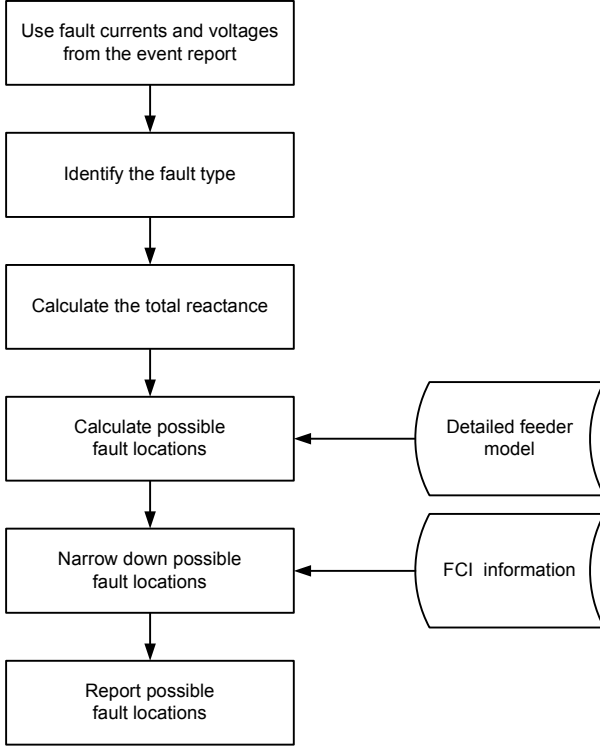 Use fault currents and voltages
from the event report
Identify the fault type
Calculate the total reactance
Calculate possible
fault locations
Detailed feeder
model
Narrow down possible
fault locations
FCI information
Report possible
fault locations